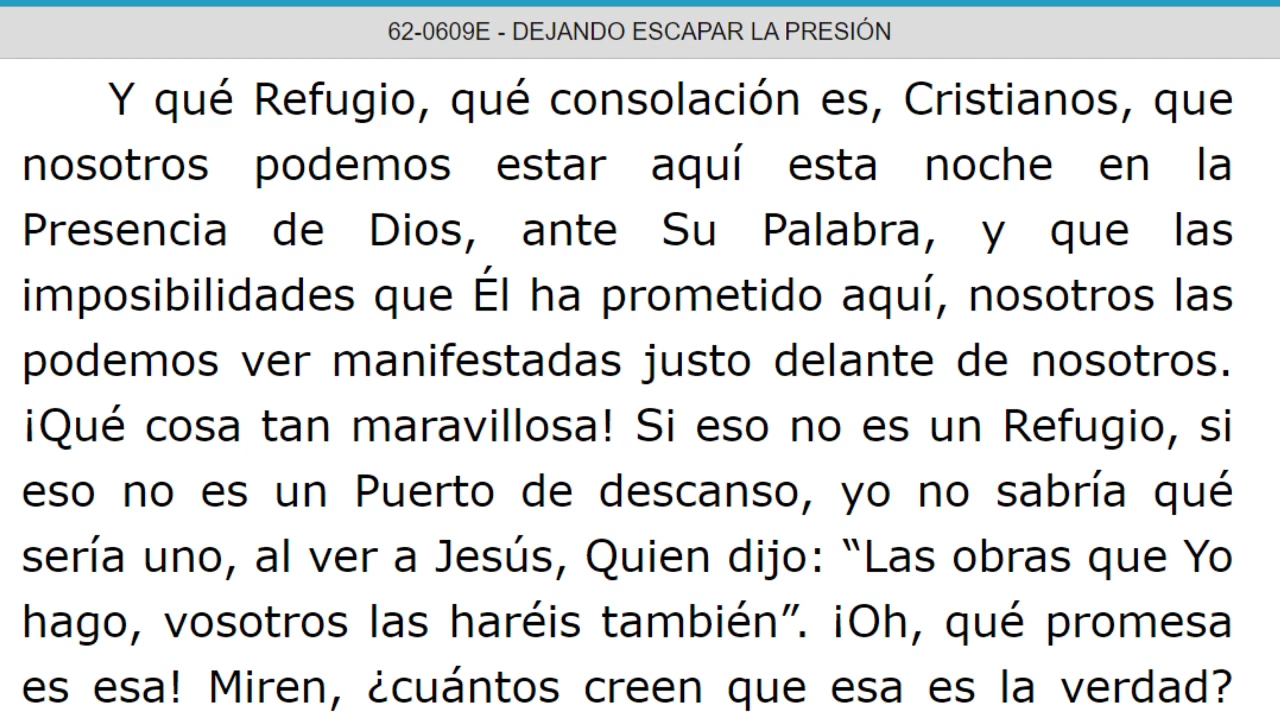 62-0609E - DEJANDO ESCAPAR LA PRESIÓN
Y qué Refugio, qué consolación es, Cristianos, que
nosotros podemos estar aquí esta noche en la
Presencia de Dios, ante Su Palabra, y que las
imposibilidades que Él ha prometido aquí, nosotros las
podemos ver manifestadas justo delante de nosotros.
¡Qué cosa tan maravillosa! Si eso no es un Refugio, si
eso no es un Puerto de descanso, yo no sabría qué
sería uno, al ver a Jesús, Quien dijo: “Las obras que Yo
hago, vosotros las haréis también”. ¡Oh, qué promesa
es esa! Miren, ¿cuántos creen que esa es la verdad?